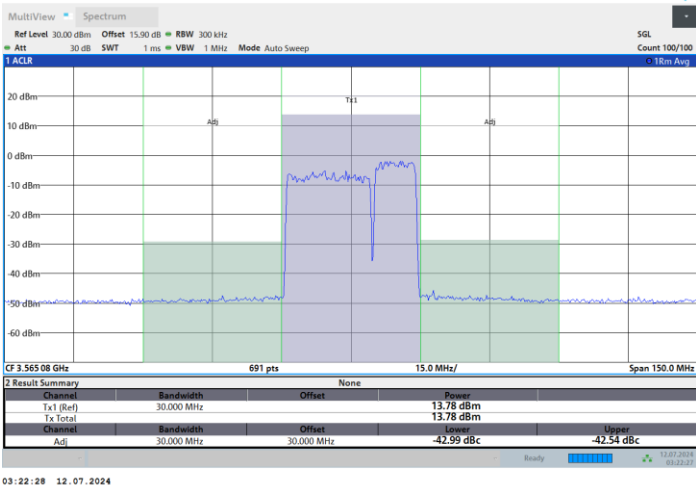 MultiView Spectrum
Ref Level 30.00 dBm Offset 15.90 dB RBW 300 kHz SGL
Att 30 dB SWT 1 ms VBW 1 MHz Mode Auto Sweep Count 100/100
1 ACLR 1Rm Avg
Tx1
20 dBm
Adj Adj
10 dBm
0 dBm
-10 dBm
-20 dBm
-30 dBm
-40 dBm
-50 dBm
-60 dBm
CF 3.565 08 GHz 691 pts 15.0 MHz/ Span 150.0 MHz
2 Result Summary None
Channel Bandwidth Offset Power
Tx1 (Ref) 30.000 MHz 13.78 dBm
Tx Total 13.78 dBm
Channel Bandwidth Offset Lower Upper
Adj 30.000 MHz 30.000 MHz -42.99 dBc -42.54 dBc
Ready 12.07.2024
03:22:27
03:22:28 12.07.2024